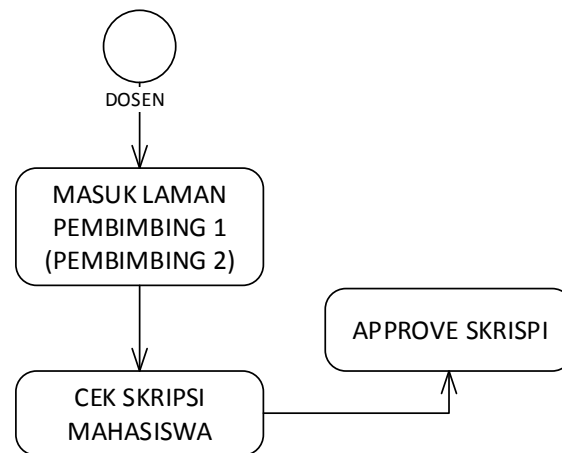 DOSEN
MASUK LAMAN
PEMBIMBING 1
(PEMBIMBING 2)
CEK SKRIPSI
MAHASISWA
APPROVE SKRISPI